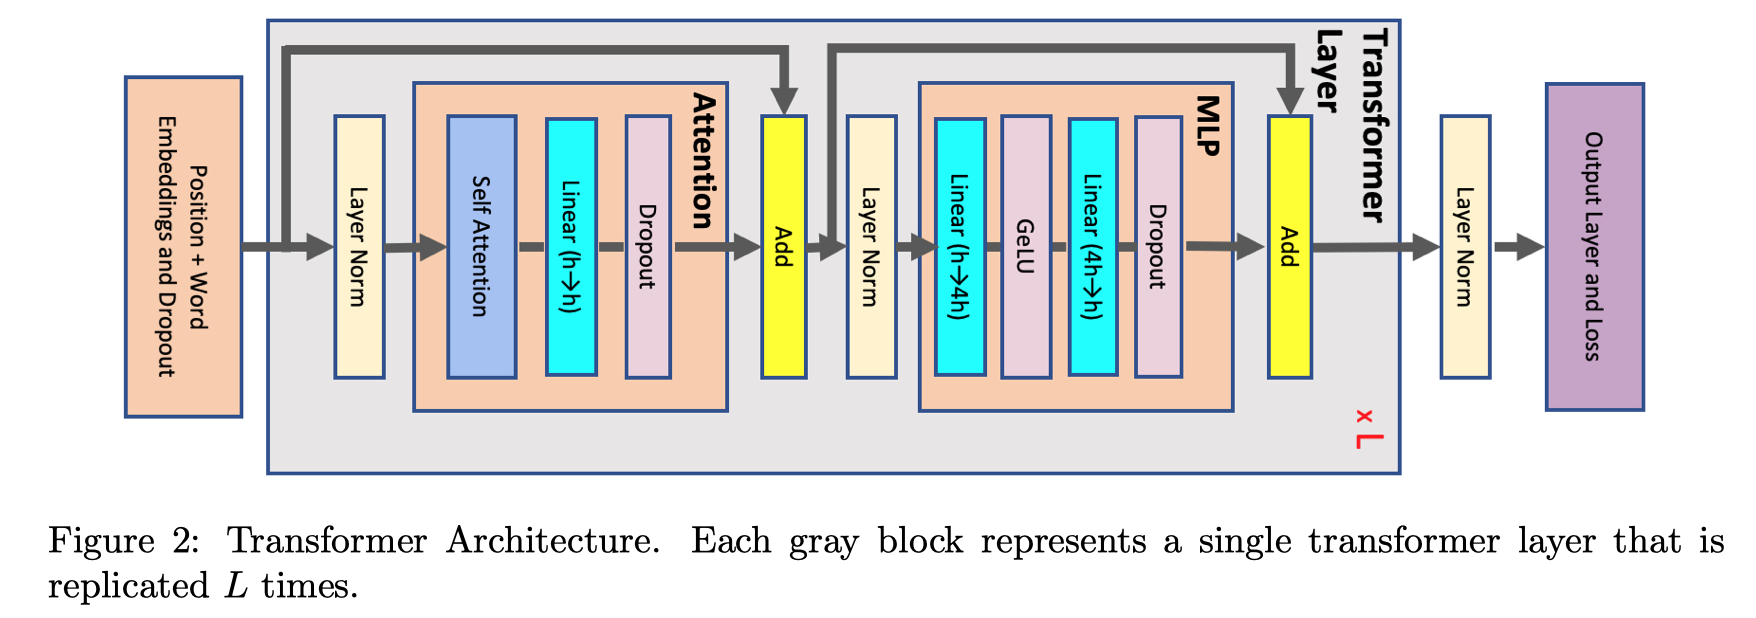 Position + Word
Embeddings and Dropout
Layer Norm
Attention
Self Attention
Linear (h→h)
Dropout
Add
Layer Norm
MLP
Linear (h→4h)
GeLU
Linear (4h→h)
Dropout
Add
Transformer
Layer
x L
Layer Norm
Output Layer and Loss
Figure 2: Transformer Architecture. Each gray block represents a single transformer layer that is
replicated L times.